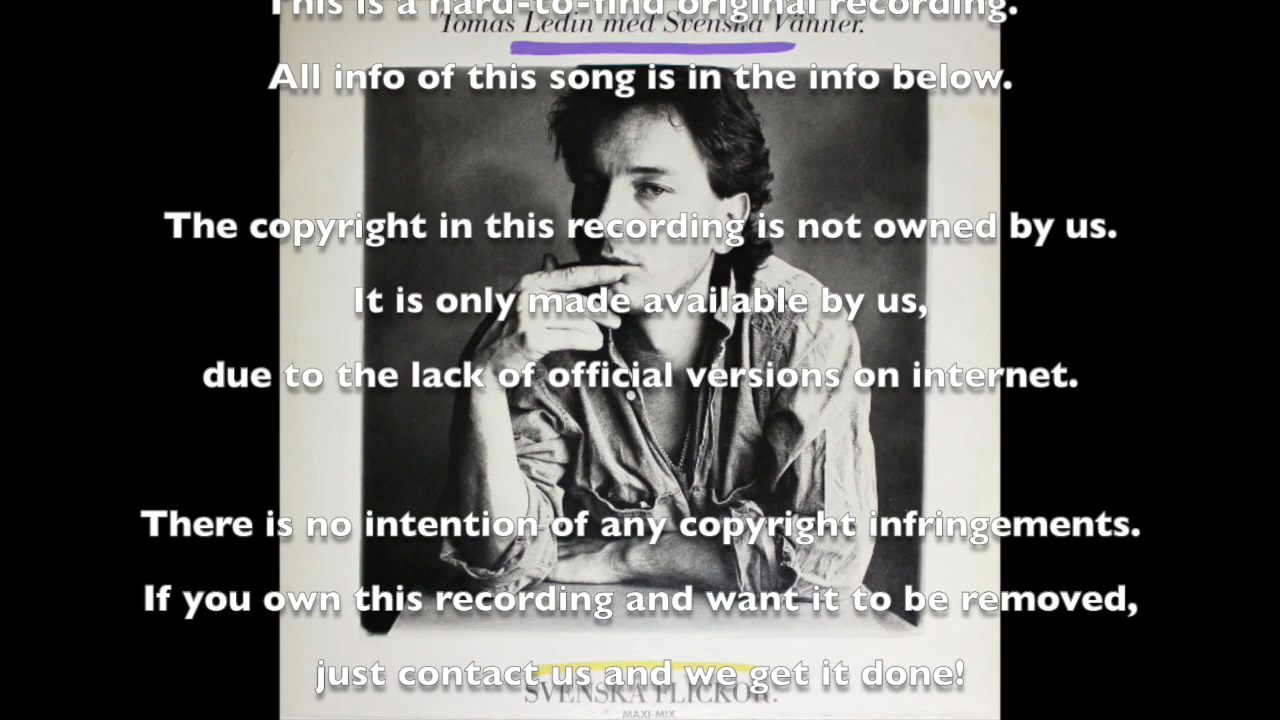 This is a hard-to-find original recording.
Tomas Ledin med Svenska Vänner.
All info of this song is in the info below.
The copyright in this recording is not owned by us.
It is only made available by us,
due to the lack of official versions on internet.
There is no intention of any copyright infringements.
If you own this recording and want it to be removed,
just contact us and we get it done!
SVENSKA FLICKOR.
MAXI-MIX